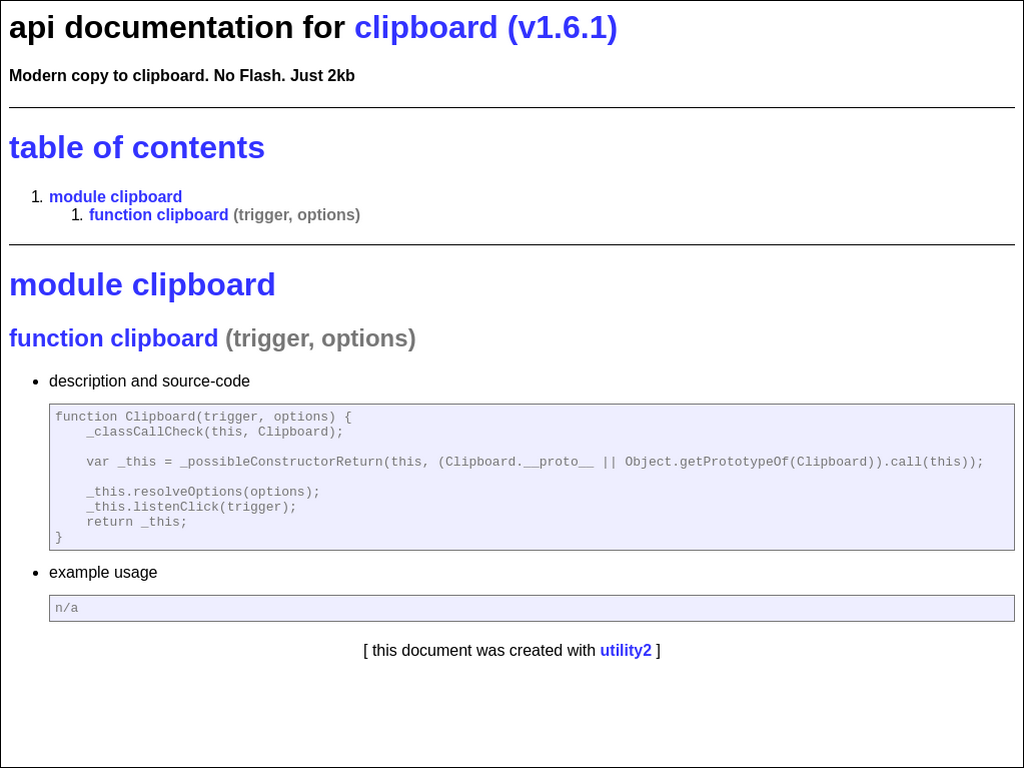 api documentation for clipboard (v1.6.1)
Modern copy to clipboard. No Flash. Just 2kb
table of contents
1. module clipboard
1. function clipboard (trigger, options)
module clipboard
function clipboard (trigger, options)
• description and source-code
function Clipboard(trigger, options) {
    _classCallCheck(this, Clipboard);
    var _this = _possibleConstructorReturn(this, (Clipboard.__proto__ || Object.getPrototypeOf(Clipboard)).call(this));
    _this.resolveOptions(options);
    _this.listenClick(trigger);
    return _this;
}
• example usage
n/a
[ this document was created with utility2 ]